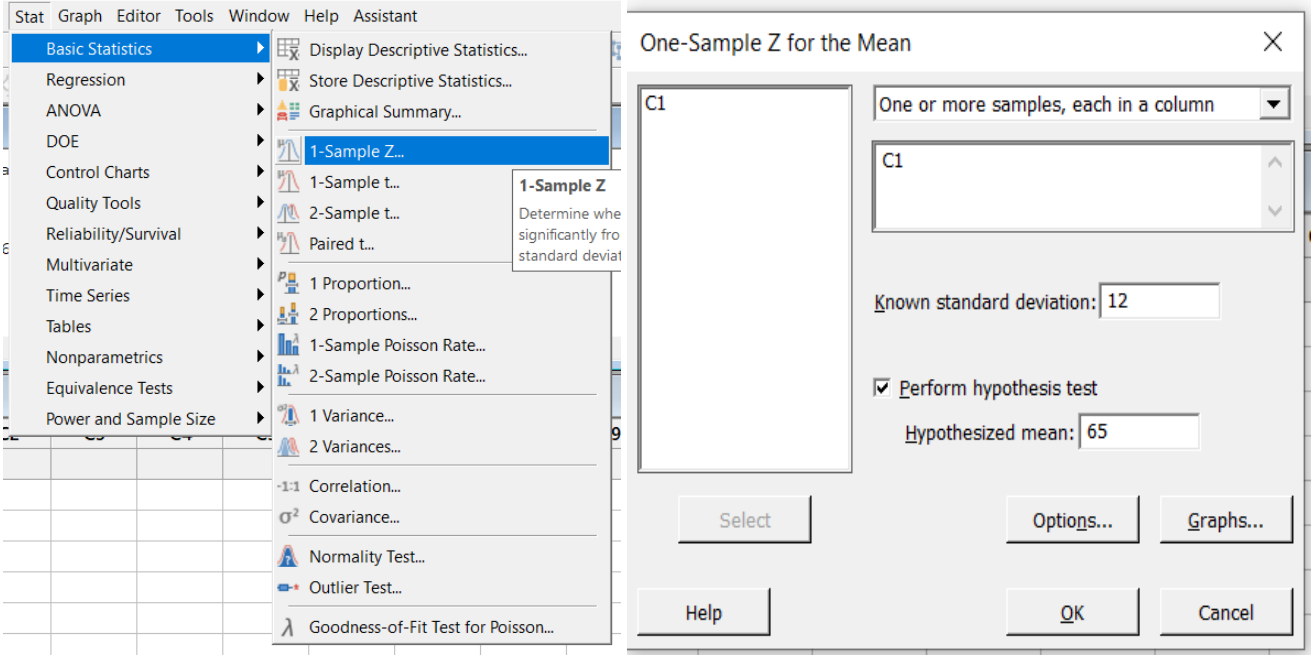 Stat Graph Editor Tools Window Help Assistant
Basic Statistics
Regression
ANOVA
DOE
Control Charts
Quality Tools
Reliability/Survival
Multivariate
Time Series
Tables
Nonparametrics
Equivalence Tests
Power and Sample Size
Display Descriptive Statistics...
Store Descriptive Statistics...
Graphical Summary...
1-Sample Z...
1-Sample t...
2-Sample t...
Paired t...
1 Proportion...
2 Proportions...
1-Sample Poisson Rate...
2-Sample Poisson Rate...
1 Variance...
2 Variances...
-1:1 Correlation...
σ² Covariance...
Normality Test...
Outlier Test...
λ Goodness-of-Fit Test for Poisson...
1-Sample Z
Determine whe
significantly fro
standard deviat
One-Sample Z for the Mean
C1
One or more samples, each in a column
C1
Known standard deviation: 12
Perform hypothesis test
Hypothesized mean: 65
Select
Options...
Graphs...
Help
OK
Cancel